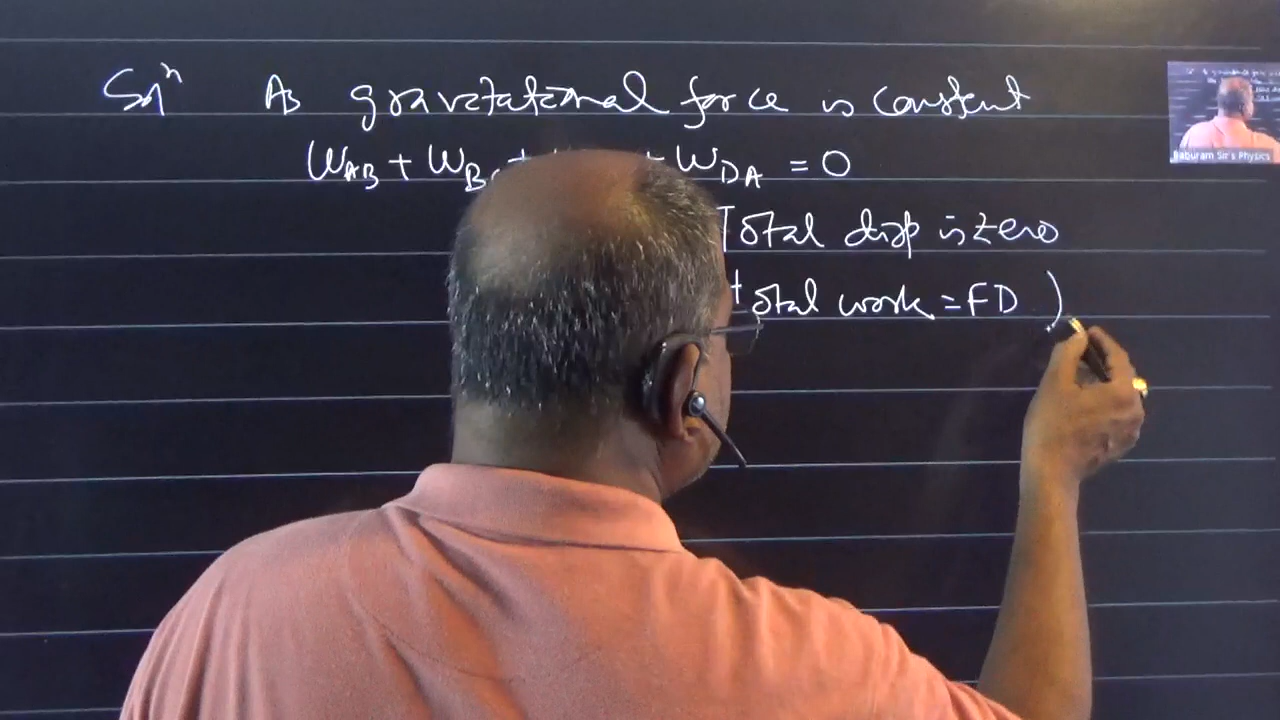 Solⁿ As gravitational force is constant
W_AB + W_B + + W_DA = 0
Total disp is zero
total work = FD )
Baburam Sir's Physics